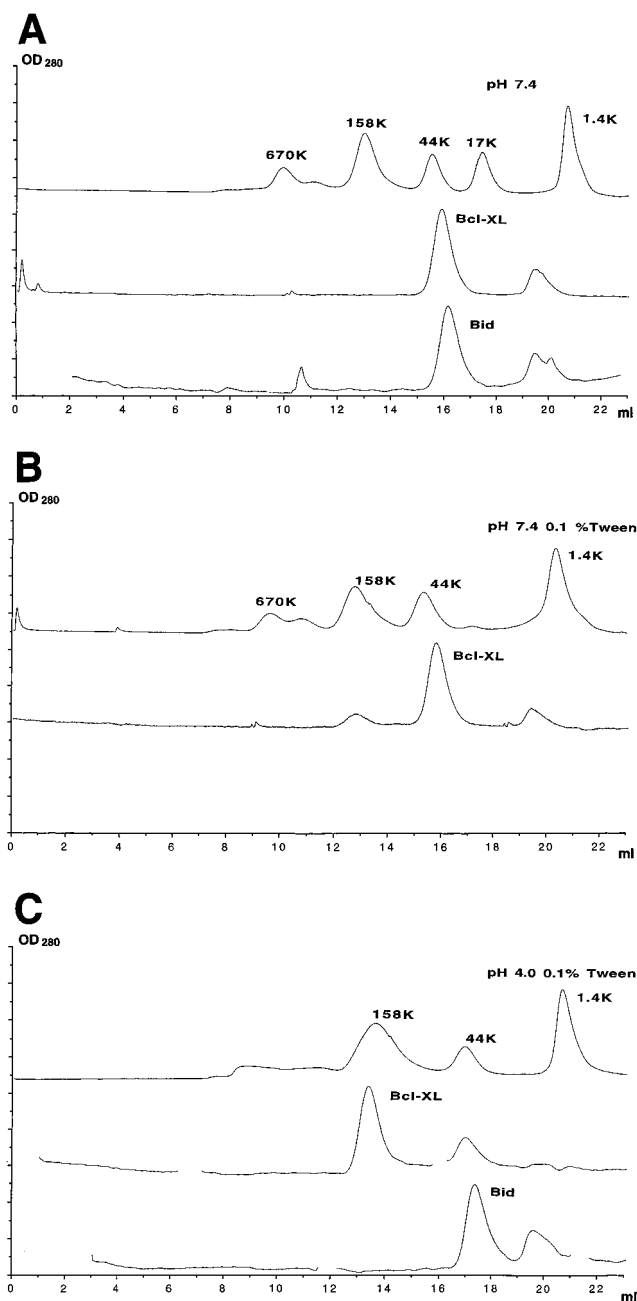 A
OD 280
pH 7.4
670K 158K 44K 17K 1.4K
Bcl-XL
Bid
0 2 4 6 8 10 12 14 16 18 20 22 ml
B
OD 280
pH 7.4 0.1 %Tween
670K 158K 44K 1.4K
Bcl-XL
0 2 4 6 8 10 12 14 16 18 20 22 ml
C
OD 280
pH 4.0 0.1% Tween
158K 44K 1.4K
Bcl-XL
Bid
0 2 4 6 8 10 12 14 16 18 20 22 ml